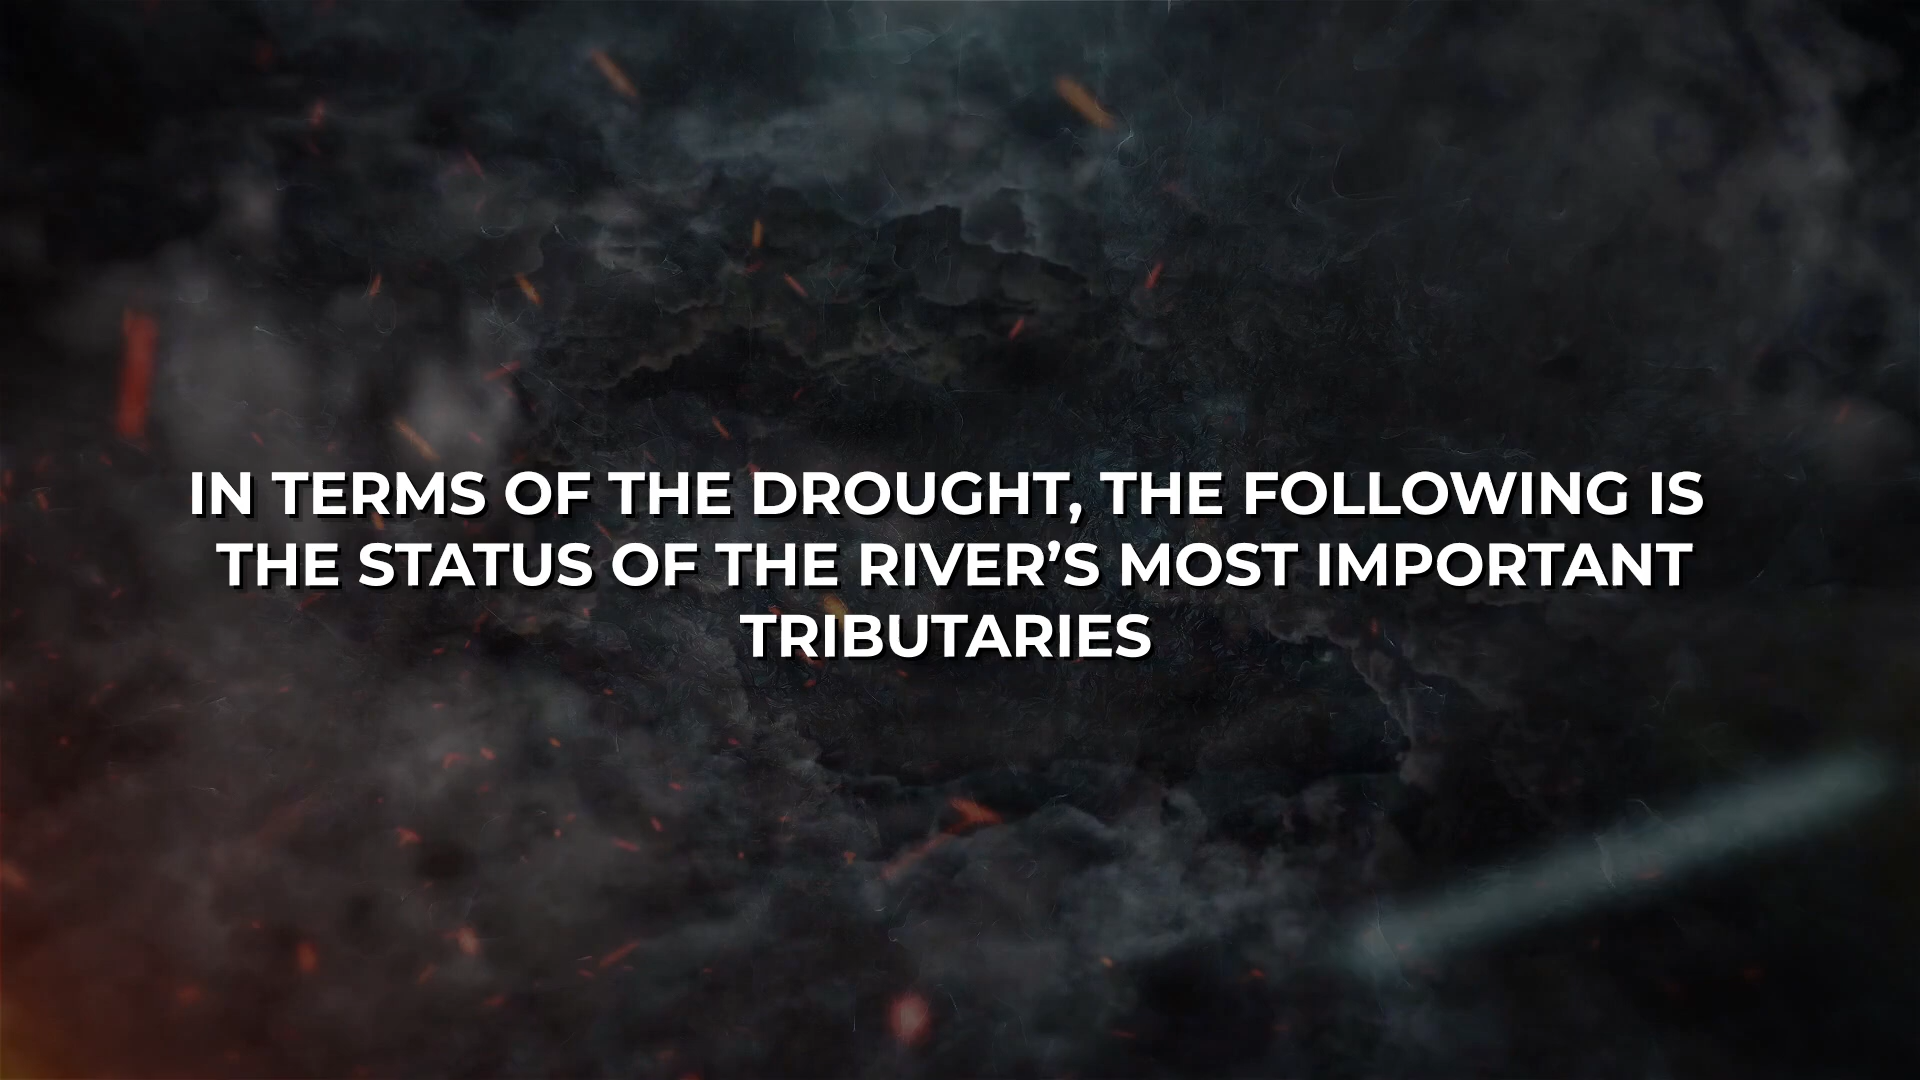 IN TERMS OF THE DROUGHT, THE FOLLOWING IS
THE STATUS OF THE RIVER’S MOST IMPORTANT
TRIBUTARIES